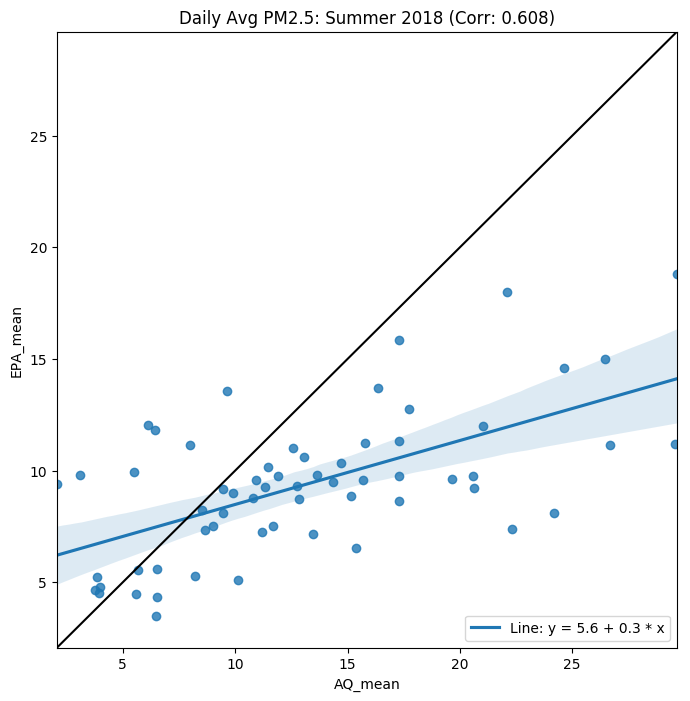 Daily Avg PM2.5: Summer 2018 (Corr: 0.608)
EPA_mean
25
20
15
10
5
Line: y = 5.6 + 0.3 * x
5 10 15 20 25
AQ_mean